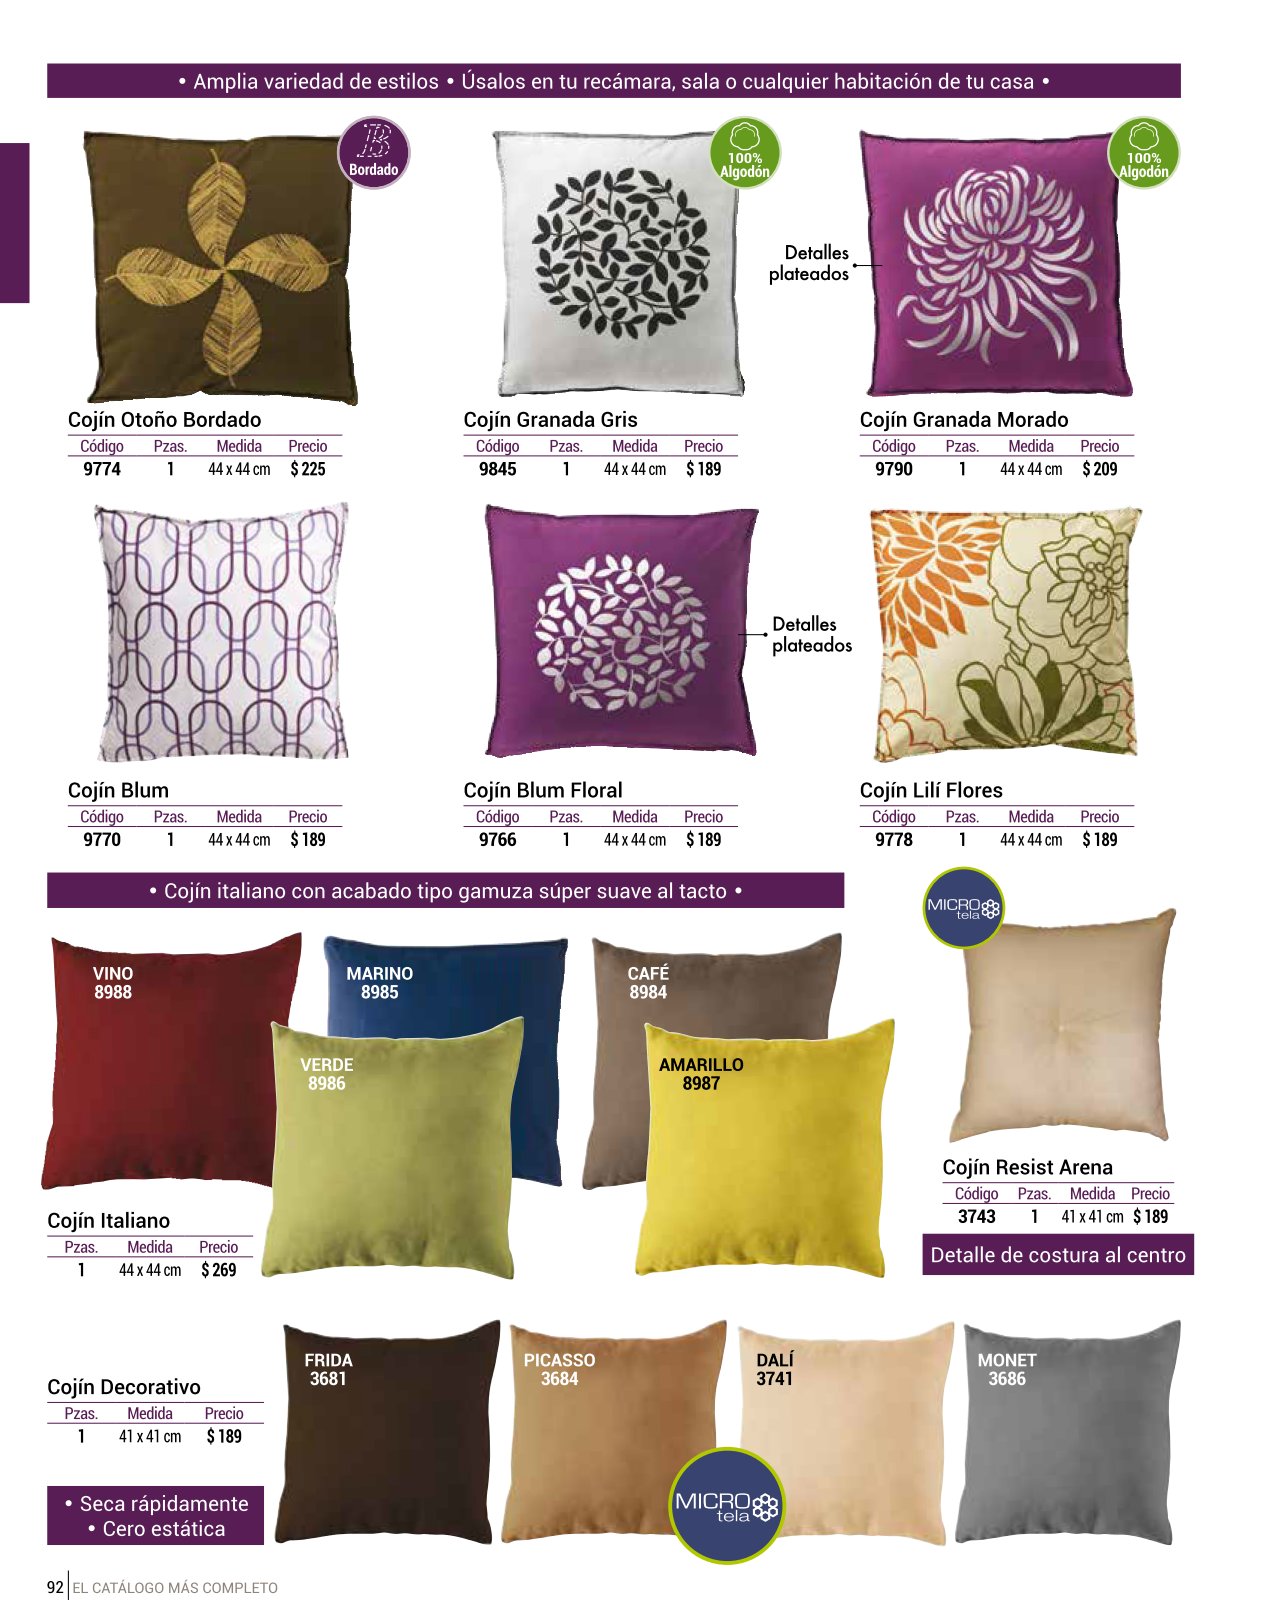 • Amplia variedad de estilos • Úsalos en tu recámara, sala o cualquier habitación de tu casa •
B
Bordado
100%
Algodón
100%
Algodón
Detalles
plateados
Cojín Otoño Bordado
Código Pzas. Medida Precio
9774 1 44 x 44 cm $ 225
Cojín Granada Gris
Código Pzas. Medida Precio
9845 1 44 x 44 cm $ 189
Cojín Granada Morado
Código Pzas. Medida Precio
9790 1 44 x 44 cm $ 209
Detalles
plateados
Cojín Blum
Código Pzas. Medida Precio
9770 1 44 x 44 cm $ 189
Cojín Blum Floral
Código Pzas. Medida Precio
9766 1 44 x 44 cm $ 189
Cojín Lilí Flores
Código Pzas. Medida Precio
9778 1 44 x 44 cm $ 189
• Cojín italiano con acabado tipo gamuza súper suave al tacto •
VINO
8988
MARINO
8985
CAFÉ
8984
VERDE
8986
AMARILLO
8987
Cojín Italiano
Pzas. Medida Precio
1 44 x 44 cm $ 269
MICRO
tela
Cojín Resist Arena
Código Pzas. Medida Precio
3743 1 41 x 41 cm $ 189
Detalle de costura al centro
Cojín Decorativo
Pzas. Medida Precio
1 41 x 41 cm $ 189
• Seca rápidamente
• Cero estática
FRIDA
3681
PICASSO
3684
DALÍ
3741
MONET
3686
MICRO
tela
92 EL CATÁLOGO MÁS COMPLETO